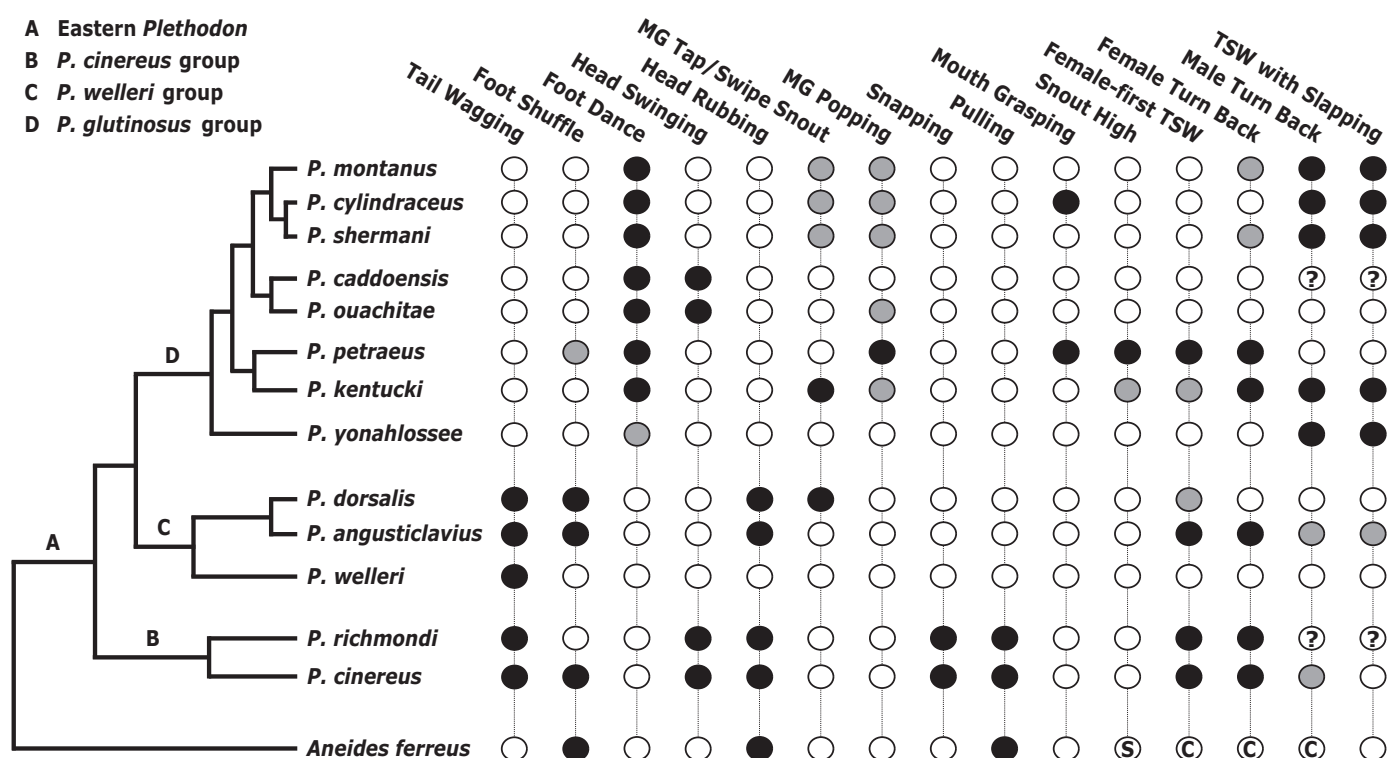 A Eastern Plethodon
B P. cinereus group
C P. welleri group
D P. glutinosus group
Tail Wagging
Foot Shuffle
Foot Dance
Head Swinging
Head Rubbing
MG Tap/Swipe Snout
MG Popping
Snapping
Pulling
Mouth Grasping
Snout High
Female-first TSW
Female Turn Back
Male Turn Back
TSW with Slapping
P. montanus
P. cylindraceus
P. shermani
P. caddoensis ? ?
P. ouachitae
D
P. petraeus
P. kentucki
P. yonahlossee
P. dorsalis
C
P. angusticlavius
A
P. welleri
B
P. richmondi ? ?
P. cinereus
Aneides ferreus S C C C